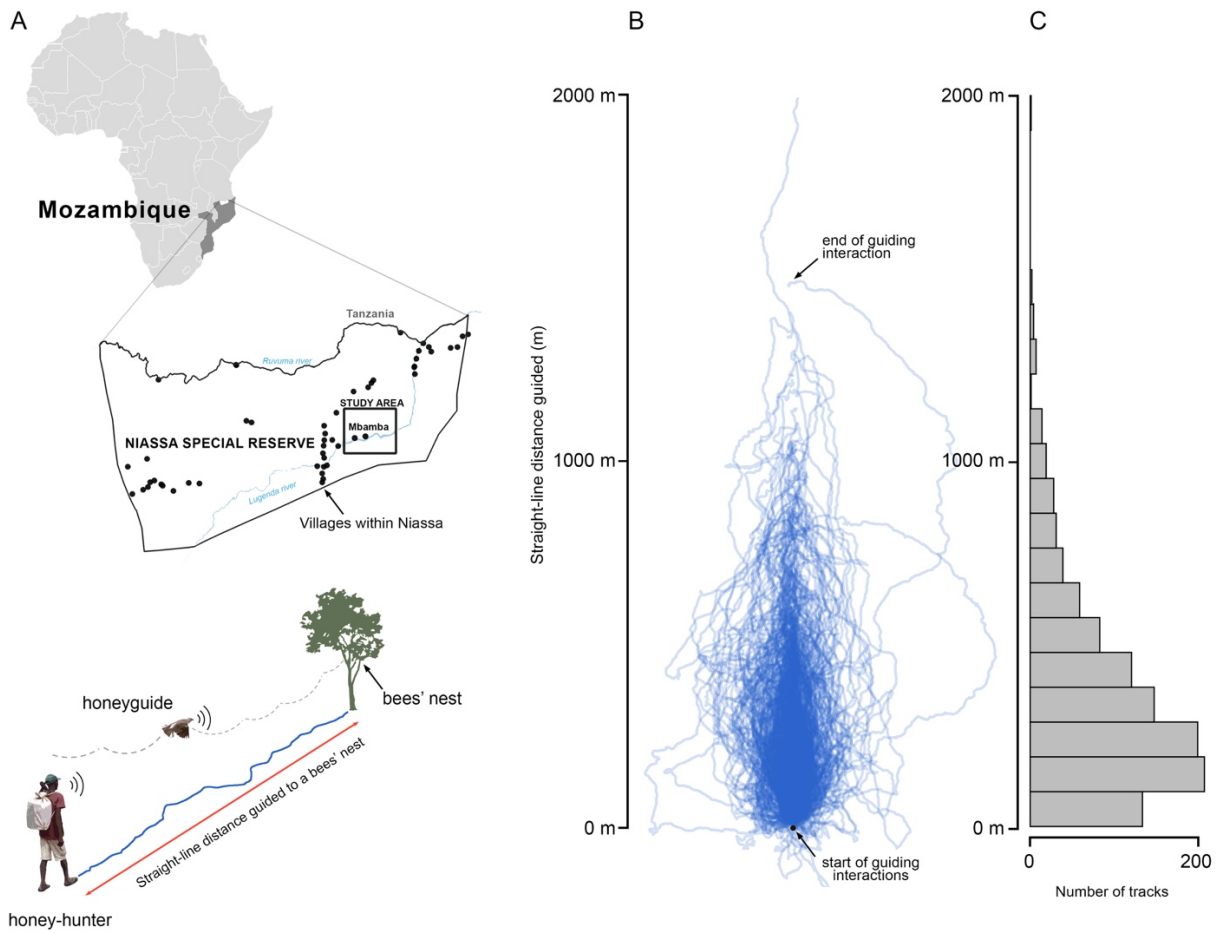 A
Mozambique
Tanzania
Ruvuma river
STUDY AREA
Mbamba
NIASSA SPECIAL RESERVE
Lugenda river
Villages within Niassa
honeyguide
bees’ nest
Straight-line distance guided to a bees’ nest
honey-hunter
B
2000 m
1000 m
0 m
Straight-line distance guided (m)
end of guiding
interaction
start of guiding
interactions
C
2000 m
1000 m
0 m
0
200
Number of tracks